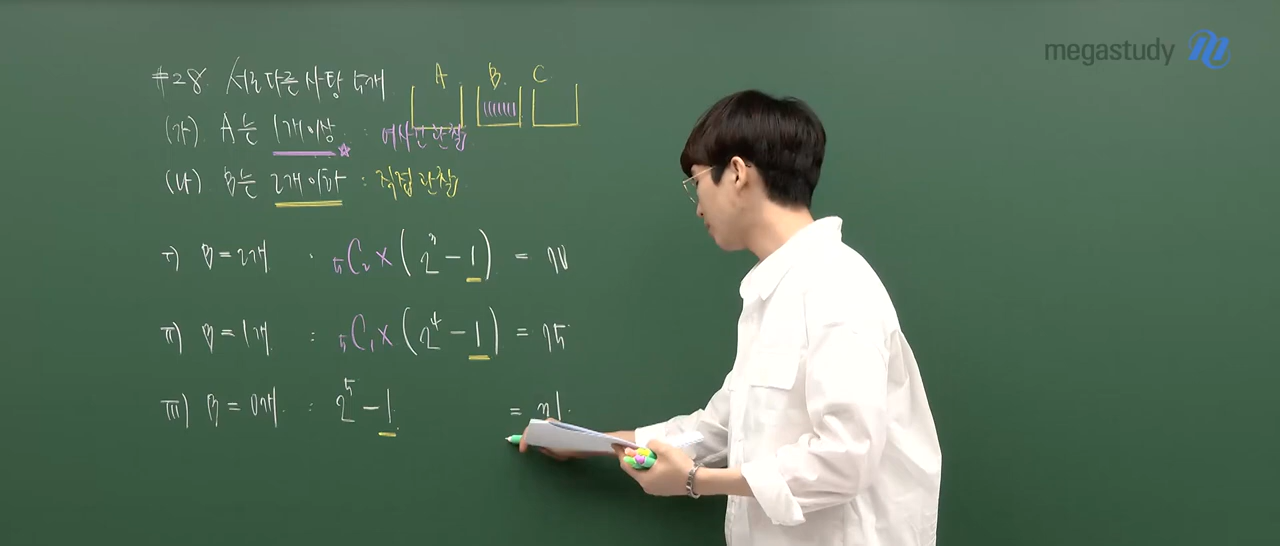 megastudy
#28. 서로 다른 사탕 5개 A B C
(가) A는 1개 이상 : 여사건 관찰
(나) B는 2개 이하 : 직접 관찰
I) B=2개 : ₅C₂ × (2³ − 1) = 70
II) B=1개 : ₅C₁ × (2⁴ − 1) = 75
III) B=0개 : 2⁵ − 1 = 31